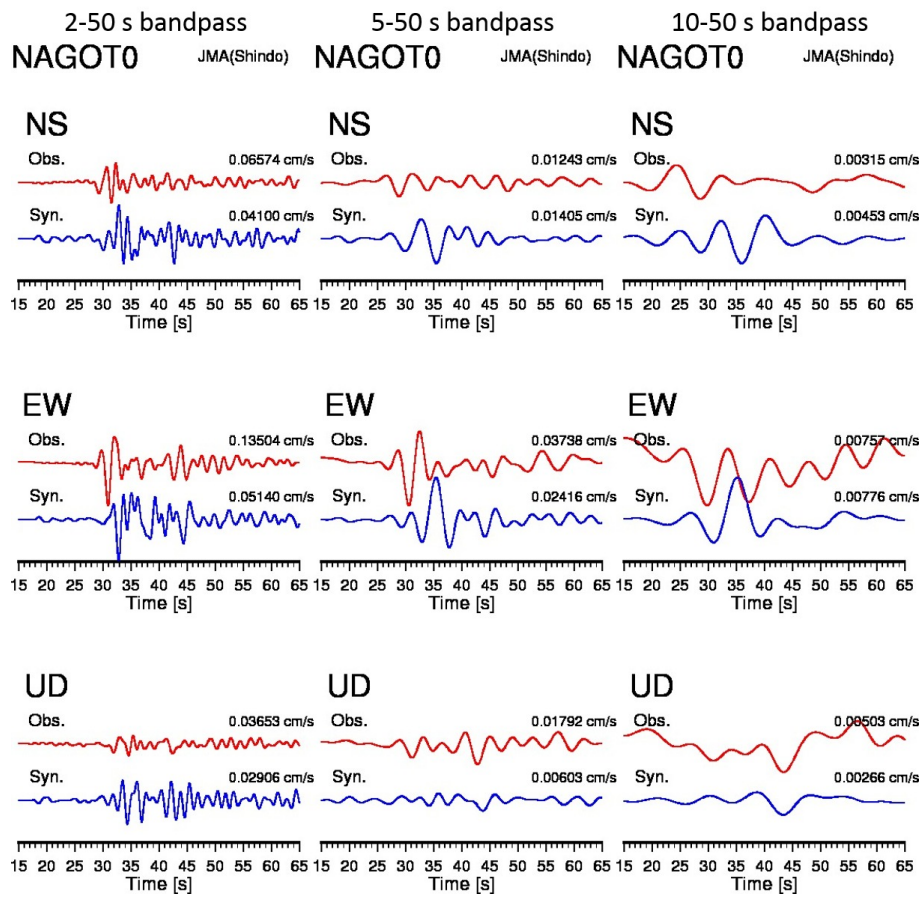 2-50 s bandpass 5-50 s bandpass 10-50 s bandpass
NAGOT0 JMA(Shindo) NAGOT0 JMA(Shindo) NAGOT0 JMA(Shindo)
NS NS NS
Obs. 0.06574 cm/s Obs. 0.01243 cm/s Obs. 0.00315 cm/s
Syn. 0.04100 cm/s Syn. 0.01405 cm/s Syn. 0.00453 cm/s
15 20 25 30 35 40 45 50 55 60 65 15 20 25 30 35 40 45 50 55 60 65 15 20 25 30 35 40 45 50 55 60 65
Time [s] Time [s] Time [s]
EW EW EW
Obs. 0.13504 cm/s Obs. 0.03738 cm/s Obs. 0.00757 cm/s
Syn. 0.05140 cm/s Syn. 0.02416 cm/s Syn. 0.00776 cm/s
15 20 25 30 35 40 45 50 55 60 65 15 20 25 30 35 40 45 50 55 60 65 15 20 25 30 35 40 45 50 55 60 65
Time [s] Time [s] Time [s]
UD UD UD
Obs. 0.03653 cm/s Obs. 0.01792 cm/s Obs. 0.00503 cm/s
Syn. 0.02906 cm/s Syn. 0.00603 cm/s Syn. 0.00266 cm/s
15 20 25 30 35 40 45 50 55 60 65 15 20 25 30 35 40 45 50 55 60 65 15 20 25 30 35 40 45 50 55 60 65
Time [s] Time [s] Time [s]